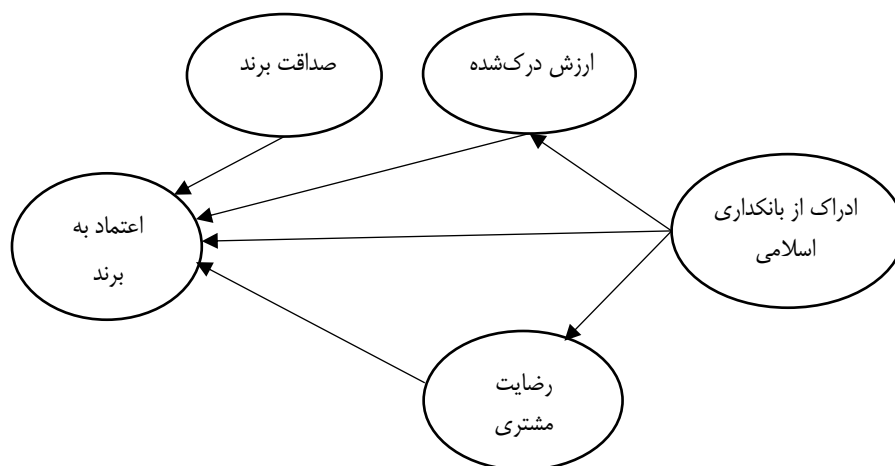 ارزش درک‌شده
صداقت برند
ادراک از بانکداری
اسلامی
اعتماد به
برند
رضایت
مشتری